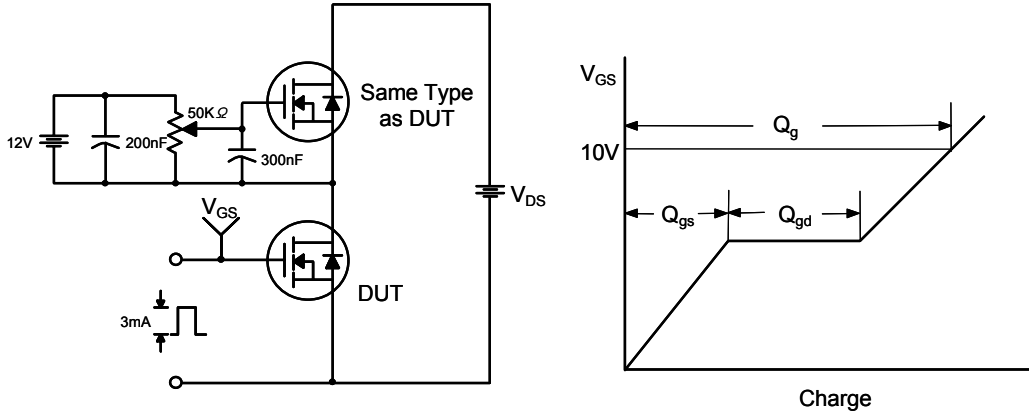 12V
200nF
50KΩ
300nF
Same Type
as DUT
V_DS
V_GS
DUT
3mA
V_GS
10V
Q_g
Q_gs
Q_gd
Charge